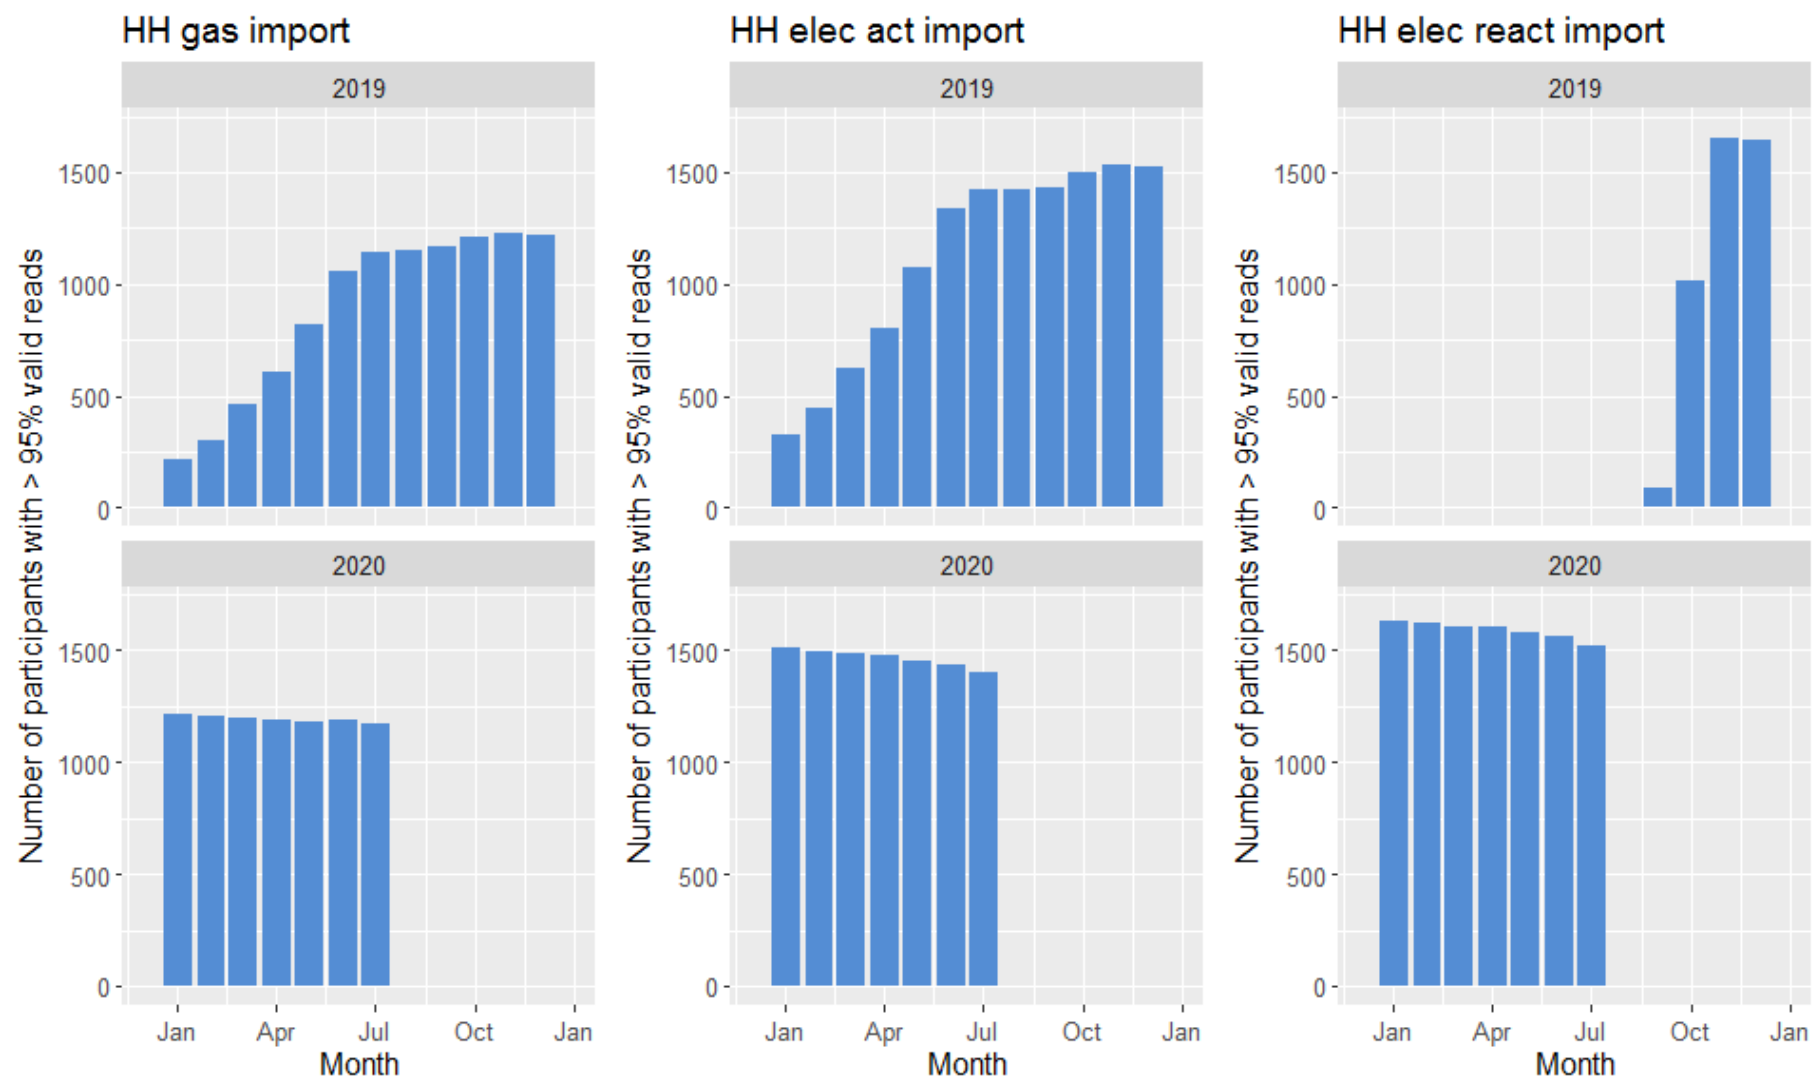 HH gas import
2019
1500
1000
500
0
2020
1500
1000
500
0
Jan Apr Jul Oct Jan
Month
Number of participants with > 95% valid reads
HH elec act import
2019
1500
1000
500
0
2020
1500
1000
500
0
Jan Apr Jul Oct Jan
Month
Number of participants with > 95% valid reads
HH elec react import
2019
1500
1000
500
0
2020
1500
1000
500
0
Jan Apr Jul Oct Jan
Month
Number of participants with > 95% valid reads